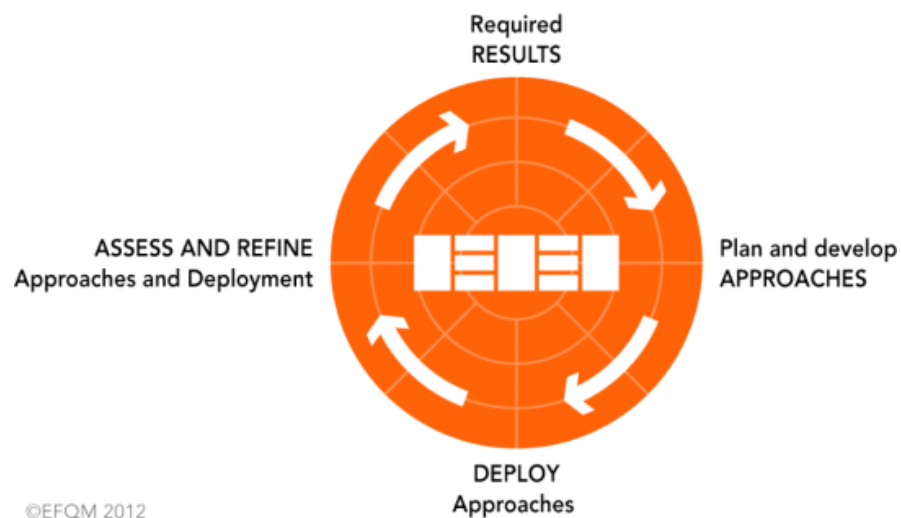 Required
RESULTS
ASSESS AND REFINE
Approaches and Deployment
Plan and develop
APPROACHES
DEPLOY
Approaches
©EFQM 2012